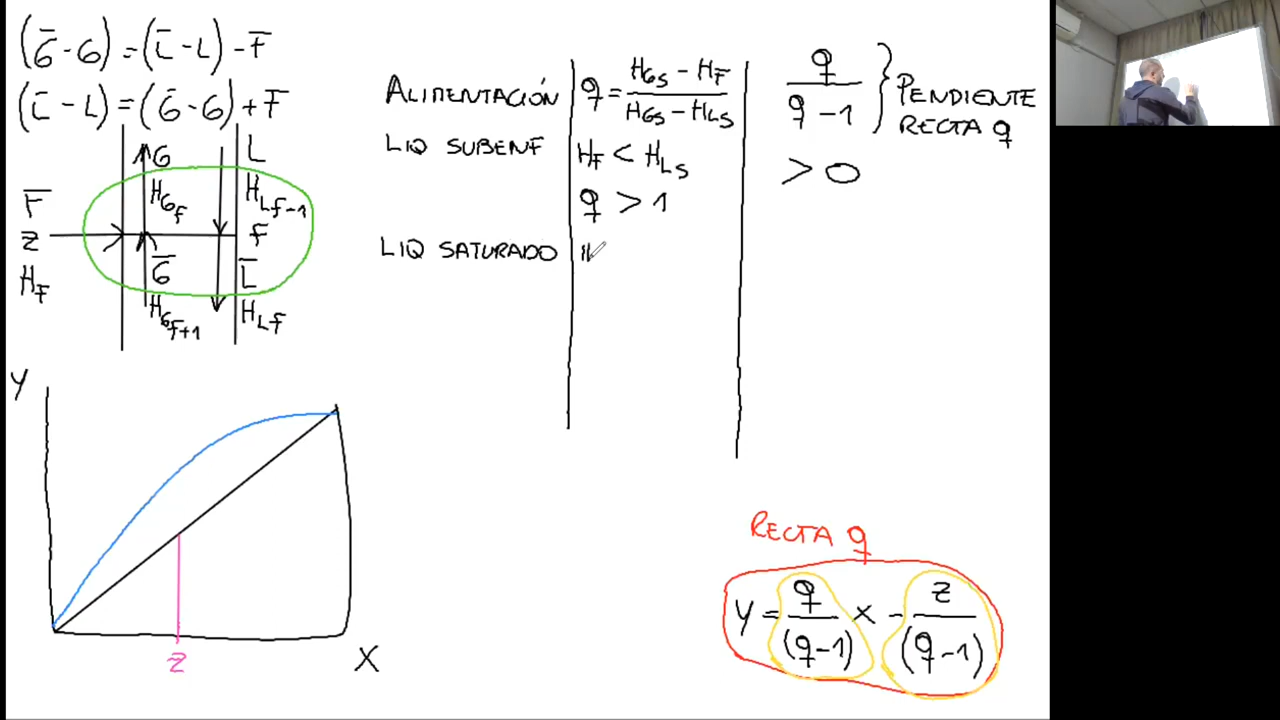 (G̅-G)=(L̅-L)-F̅
(L̅-L)=(G̅-G)+F̅
G L
H_Gf H_Lf-1
F̅
Z f
G̅ L̅
H_F H_Gf+1 H_Lf
ALIMENTACIÓN q = (H_Gs - H_F)/(H_Gs - H_Ls) q/(q-1) } PENDIENTE
RECTA q
LIQ SUBENF H_F < H_Ls > 0
q > 1
LIQ SATURADO
Y
Z X
RECTA q
Y = q/(q-1) X - Z/(q-1)